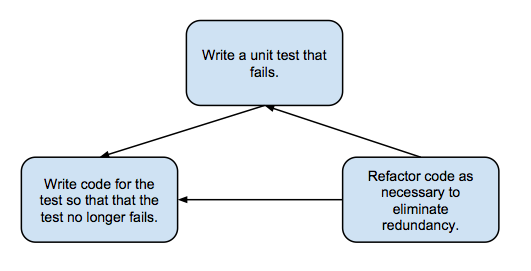 Write a unit test that
fails.
Write code for the
test so that that the
test no longer fails.
Refactor code as
necessary to
eliminate
redundancy.